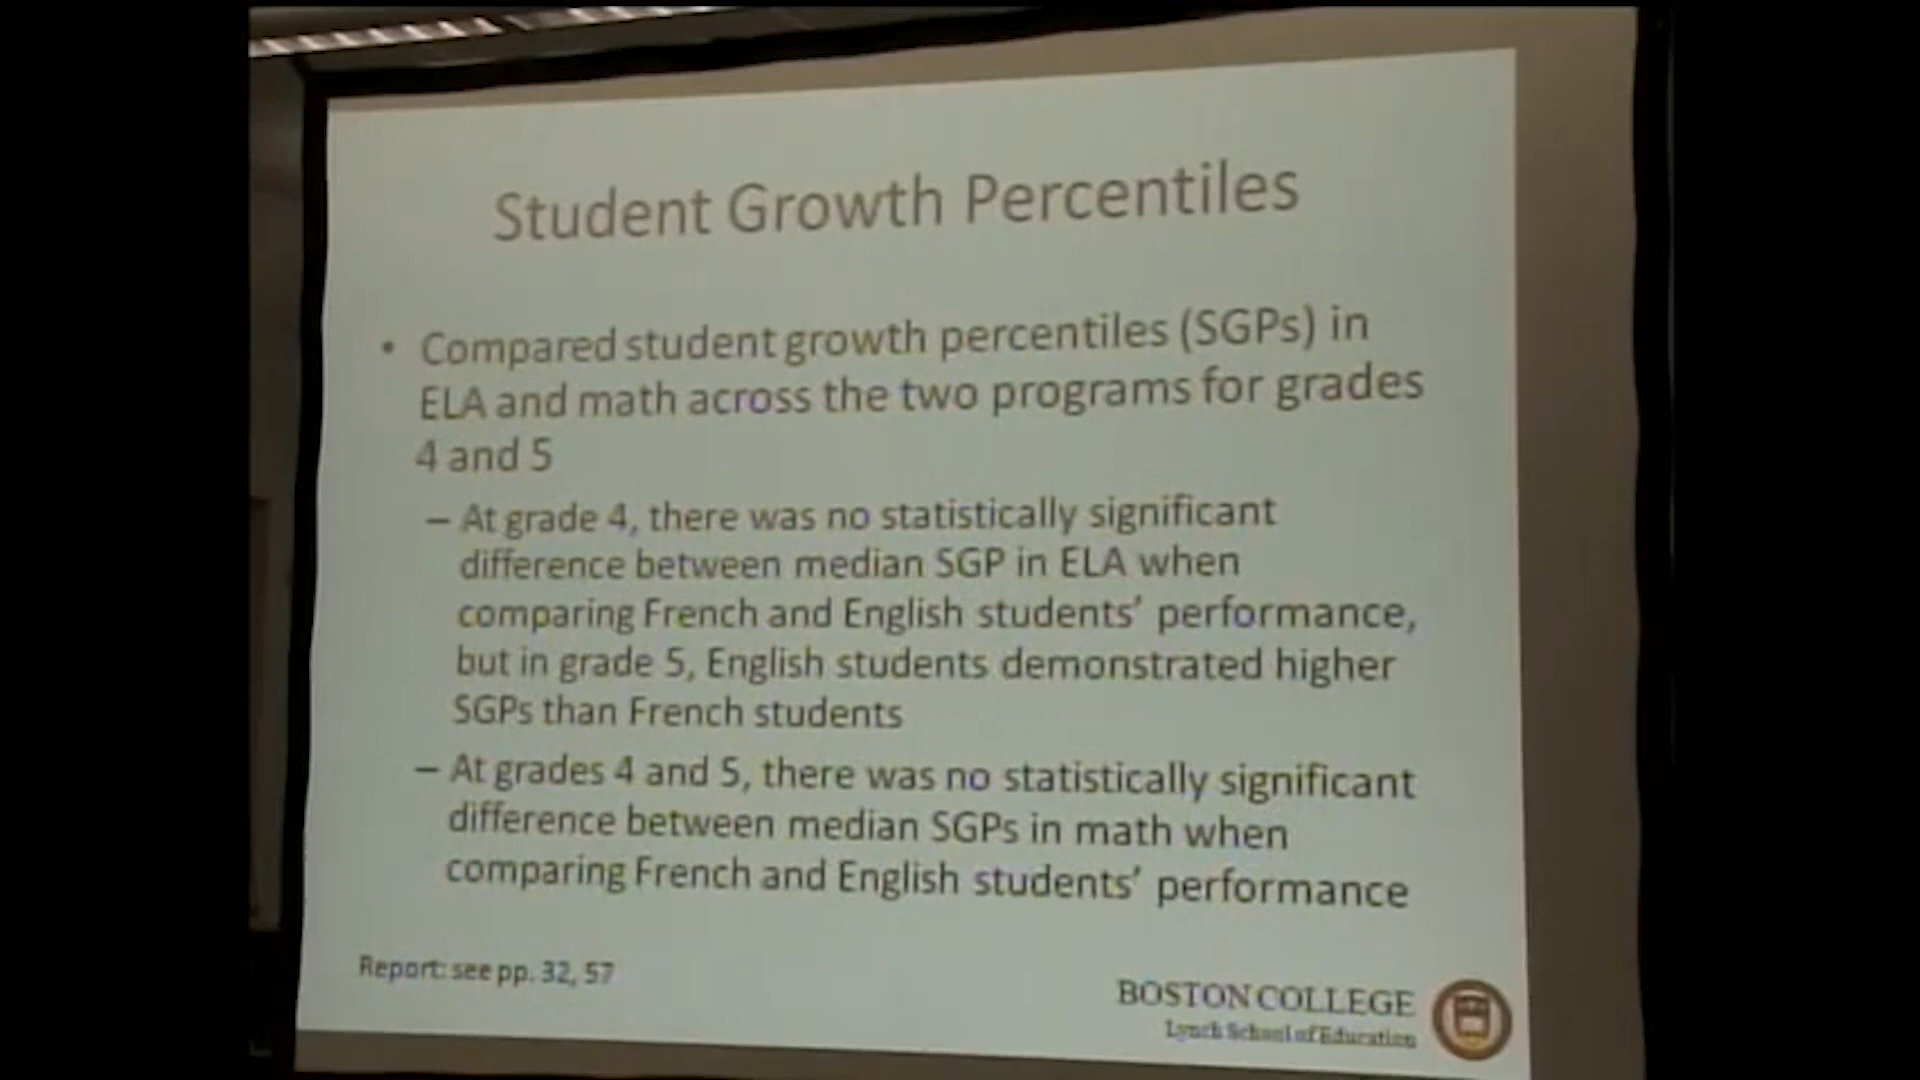 Student Growth Percentiles
• Compared student growth percentiles (SGPs) in
ELA and math across the two programs for grades
4 and 5
– At grade 4, there was no statistically significant
difference between median SGP in ELA when
comparing French and English students’ performance,
but in grade 5, English students demonstrated higher
SGPs than French students
– At grades 4 and 5, there was no statistically significant
difference between median SGPs in math when
comparing French and English students’ performance
Report: see pp. 32, 57
BOSTON COLLEGE
Lynch School of Education